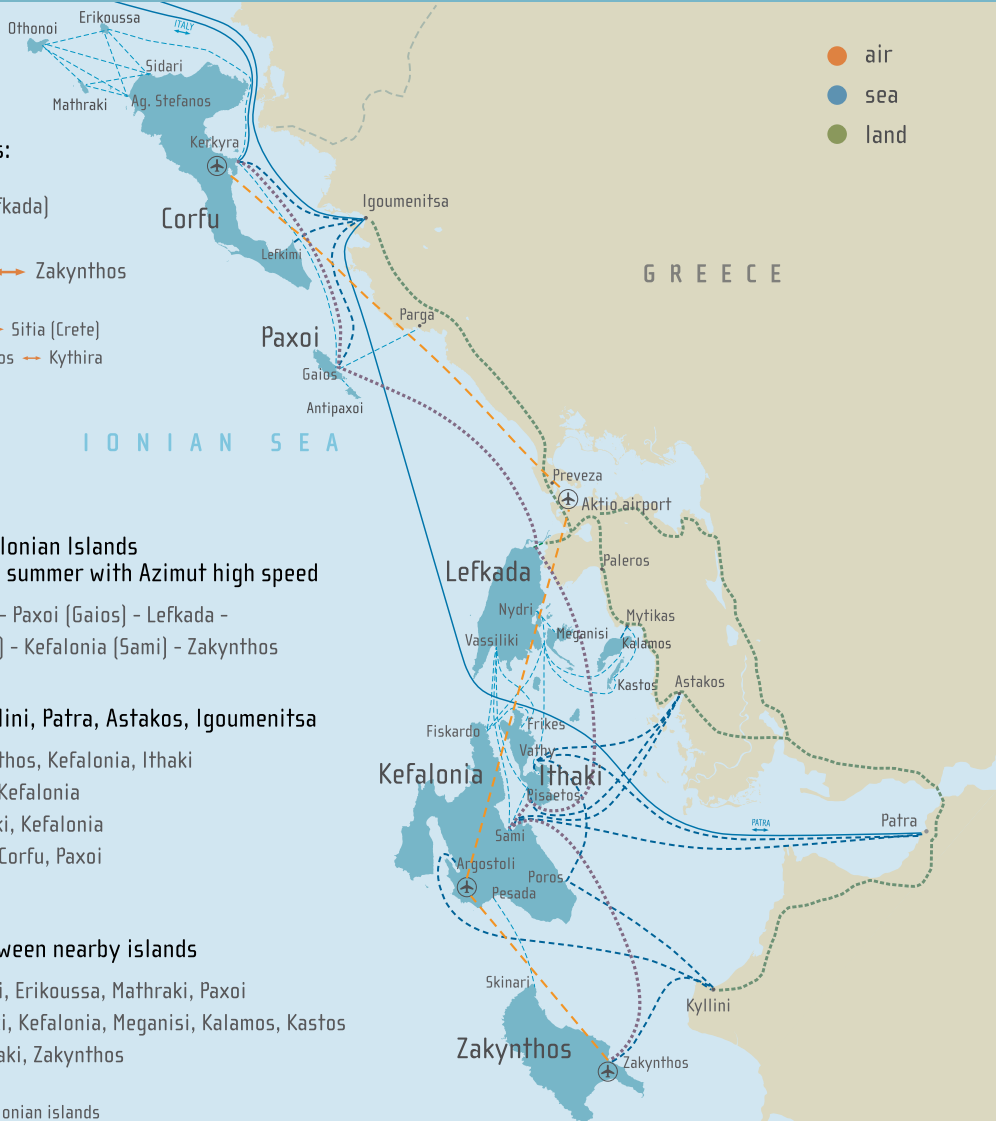 Othonoi
Erikoussa
ITALY
Sidari
Mathraki
Ag. Stefanos
Kerkyra
Corfu
Lefkimi
Igoumenitsa
air
sea
land
GREECE
s:
fkada)
Zakynthos
Sitia (Crete)
os Kythira
Parga
Paxoi
Gaios
Antipaxoi
IONIAN SEA
Preveza
Aktio airport
Ionian Islands
summer with Azimut high speed
- Paxoi (Gaios) - Lefkada -
) - Kefalonia (Sami) - Zakynthos
Lefkada
Paleros
Nydri
Mytikas
Vassiliki
Meganisi
Kalamos
Kastos
Astakos
lini, Patra, Astakos, Igoumenitsa
thos, Kefalonia, Ithaki
Kefalonia
ki, Kefalonia
Corfu, Paxoi
Fiskardo
Frikes
Vathy
Kefalonia
Ithaki
Pisaetos
Sami
PATRA
Patra
Argostoli
Poros
Pesada
ween nearby islands
i, Erikoussa, Mathraki, Paxoi
i, Kefalonia, Meganisi, Kalamos, Kastos
aki, Zakynthos
onian islands
Skinari
Kyllini
Zakynthos
Zakynthos